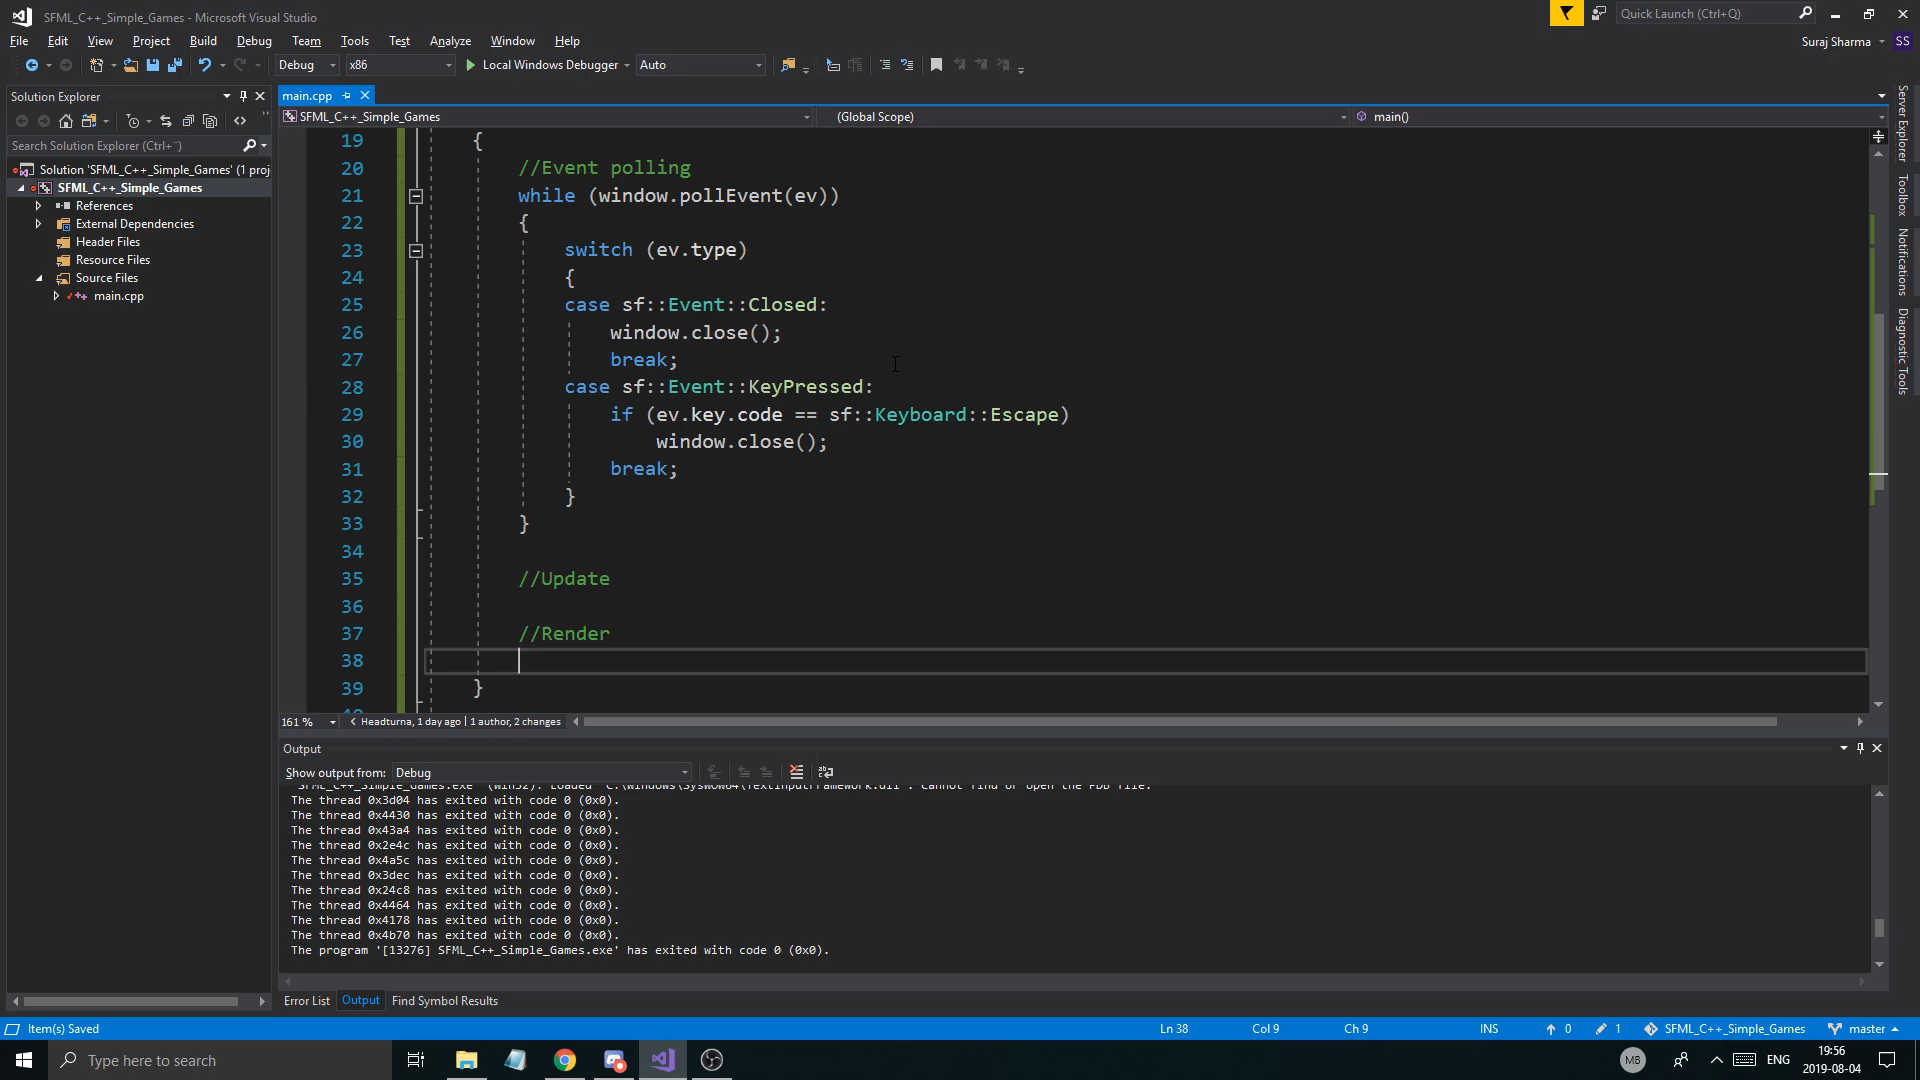 SFML_C++_Simple_Games - Microsoft Visual Studio
Quick Launch (Ctrl+Q)
File Edit View Project Build Debug Team Tools Test Analyze Window Help
Suraj Sharma
SS
Debug x86 Local Windows Debugger Auto
Solution Explorer
Search Solution Explorer (Ctrl+¨)
Solution 'SFML_C++_Simple_Games' (1 proj
SFML_C++_Simple_Games
References
External Dependencies
Header Files
Resource Files
Source Files
main.cpp
main.cpp
SFML_C++_Simple_Games (Global Scope) main()
19 {
20 //Event polling
21 while (window.pollEvent(ev))
22 {
23 switch (ev.type)
24 {
25 case sf::Event::Closed:
26 window.close();
27 break;
28 case sf::Event::KeyPressed:
29 if (ev.key.code == sf::Keyboard::Escape)
30 window.close();
31 break;
32 }
33 }
34
35 //Update
36
37 //Render
38
39 }
161 % Headturna, 1 day ago | 1 author, 2 changes
Server Explorer
Toolbox
Notifications
Diagnostic Tools
Output
Show output from: Debug
The thread 0x3d04 has exited with code 0 (0x0).
The thread 0x4430 has exited with code 0 (0x0).
The thread 0x43a4 has exited with code 0 (0x0).
The thread 0x2e4c has exited with code 0 (0x0).
The thread 0x4a5c has exited with code 0 (0x0).
The thread 0x3dec has exited with code 0 (0x0).
The thread 0x24c8 has exited with code 0 (0x0).
The thread 0x4464 has exited with code 0 (0x0).
The thread 0x4178 has exited with code 0 (0x0).
The thread 0x4b70 has exited with code 0 (0x0).
The program '[13276] SFML_C++_Simple_Games.exe' has exited with code 0 (0x0).
Error List Output Find Symbol Results
Item(s) Saved Ln 38 Col 9 Ch 9 INS 0 1 SFML_C++_Simple_Games master
Type here to search
MB
ENG
19:56
2019-08-04